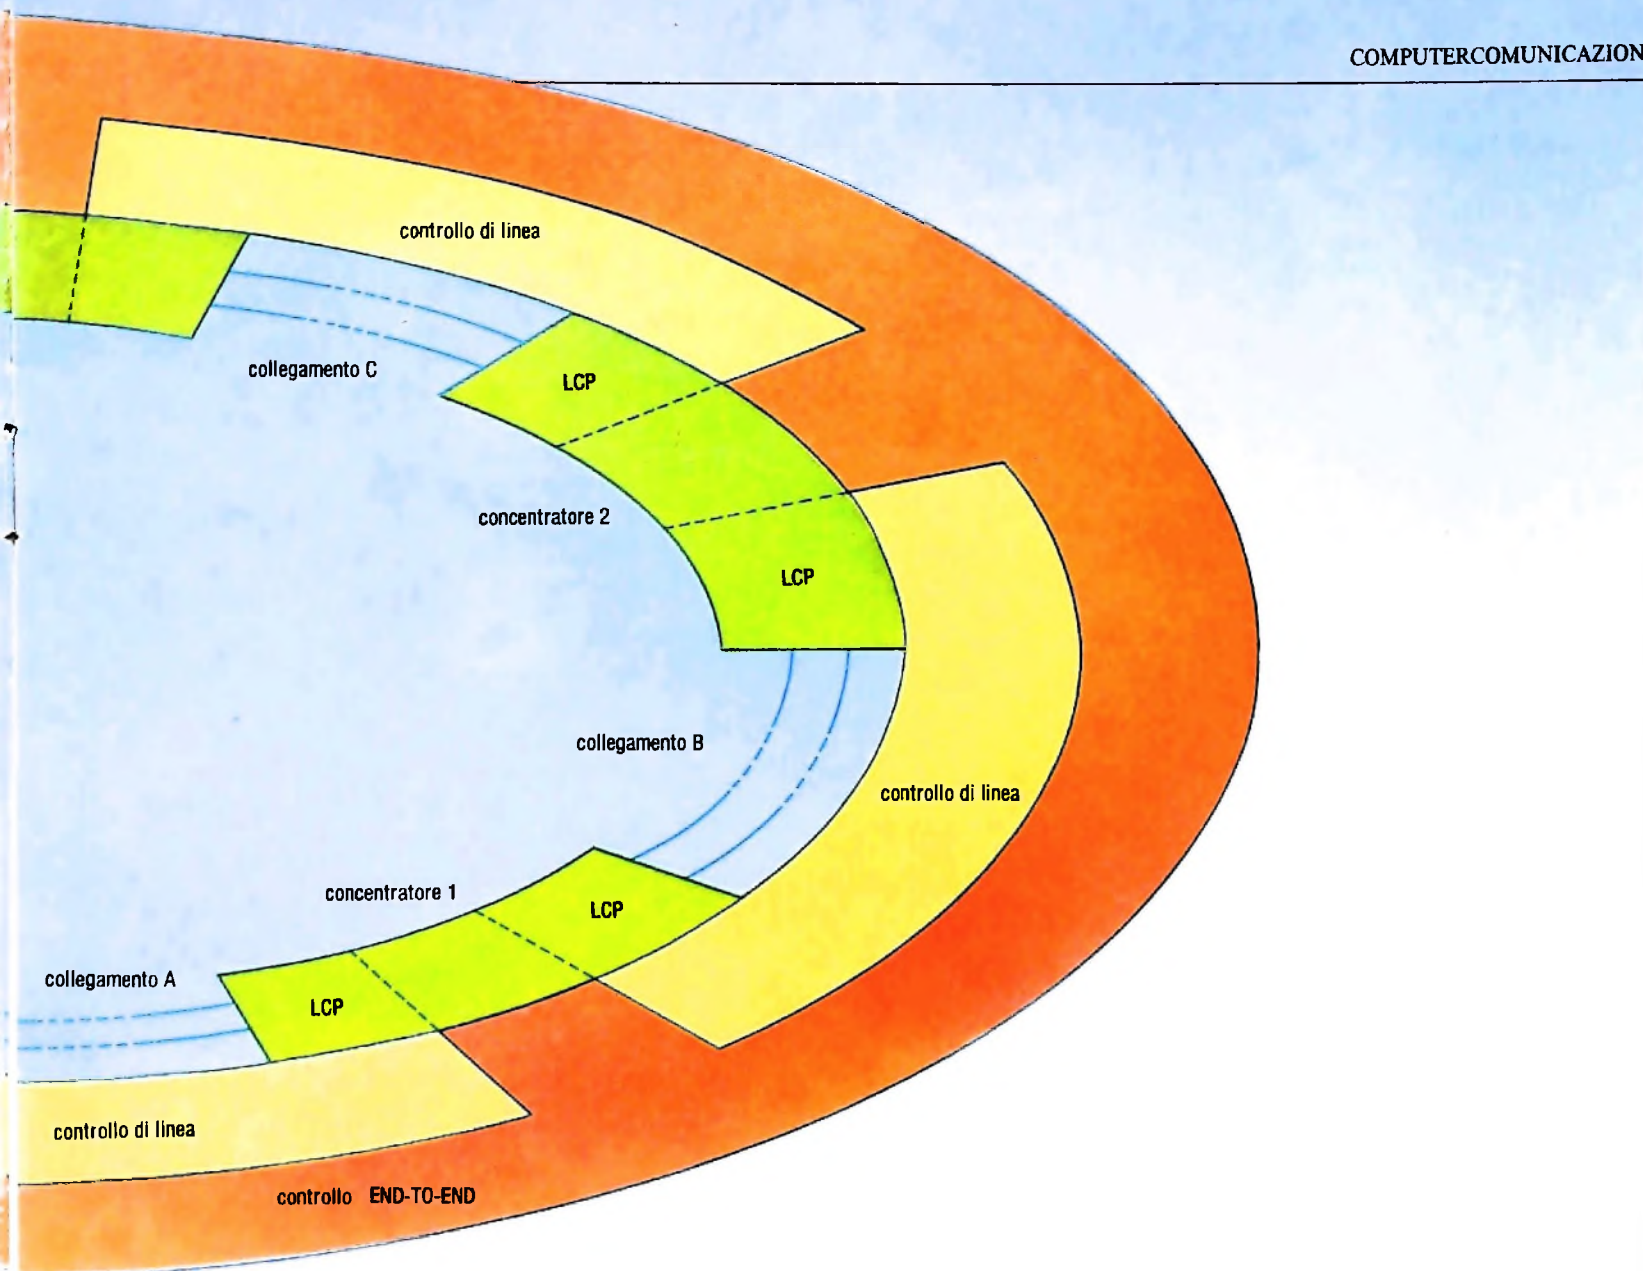 COMPUTERCOMUNICAZION
controllo di linea
collegamento C
LCP
concentratore 2
LCP
collegamento B
controllo di linea
concentratore 1
LCP
collegamento A
LCP
controllo di linea
controllo END-TO-END